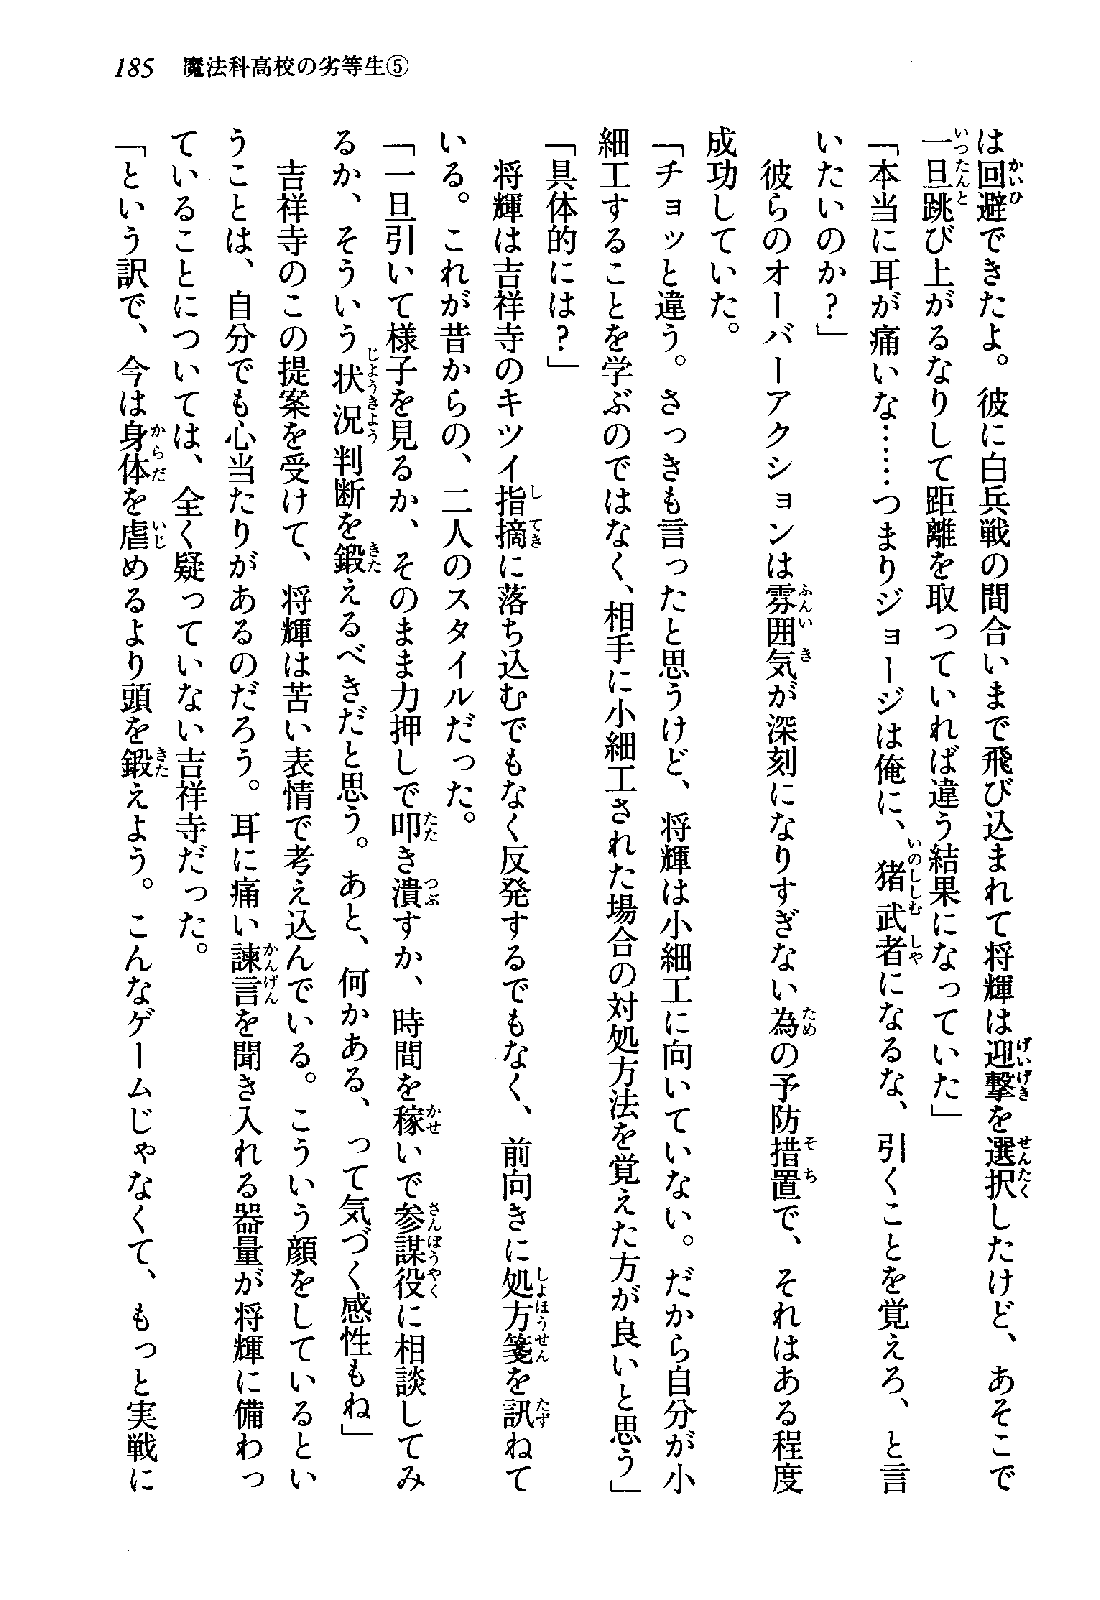 185 魔法科高校の劣等生⑤
は回避できたよ。彼に白兵戦の間合いまで飛び込まれて将輝は迎撃を選択したけど、あそこで
一旦跳び上がるなりして距離を取っていれば違う結果になっていた」
「本当に耳が痛いな……つまりジョージは俺に、猪武者になるな、引くことを覚えろ、と言
いたいのか？」
彼らのオーバーアクションは雰囲気が深刻になりすぎない為の予防措置で、それはある程度
成功していた。
「チョッと違う。さっきも言ったと思うけど、将輝は小細工に向いていない。だから自分が小
細工することを学ぶのではなく、相手に小細工された場合の対処方法を覚えた方が良いと思う」
「具体的には？」
将輝は吉祥寺のキツイ指摘に落ち込むでもなく反発するでもなく、前向きに処方箋を訊ねて
いる。これが昔からの、二人のスタイルだった。
「一旦引いて様子を見るか、そのまま力押しで叩き潰すか、時間を稼いで参謀役に相談してみ
るか、そういう状況判断を鍛えるべきだと思う。あと、何かある、って気づく感性もね」
吉祥寺のこの提案を受けて、将輝は苦い表情で考え込んでいる。こういう顔をしているとい
うことは、自分でも心当たりがあるのだろう。耳に痛い諫言を聞き入れる器量が将輝に備わっ
ていることについては、全く疑っていない吉祥寺だった。
「という訳で、今は身体を虐めるより頭を鍛えよう。こんなゲームじゃなくて、もっと実戦に